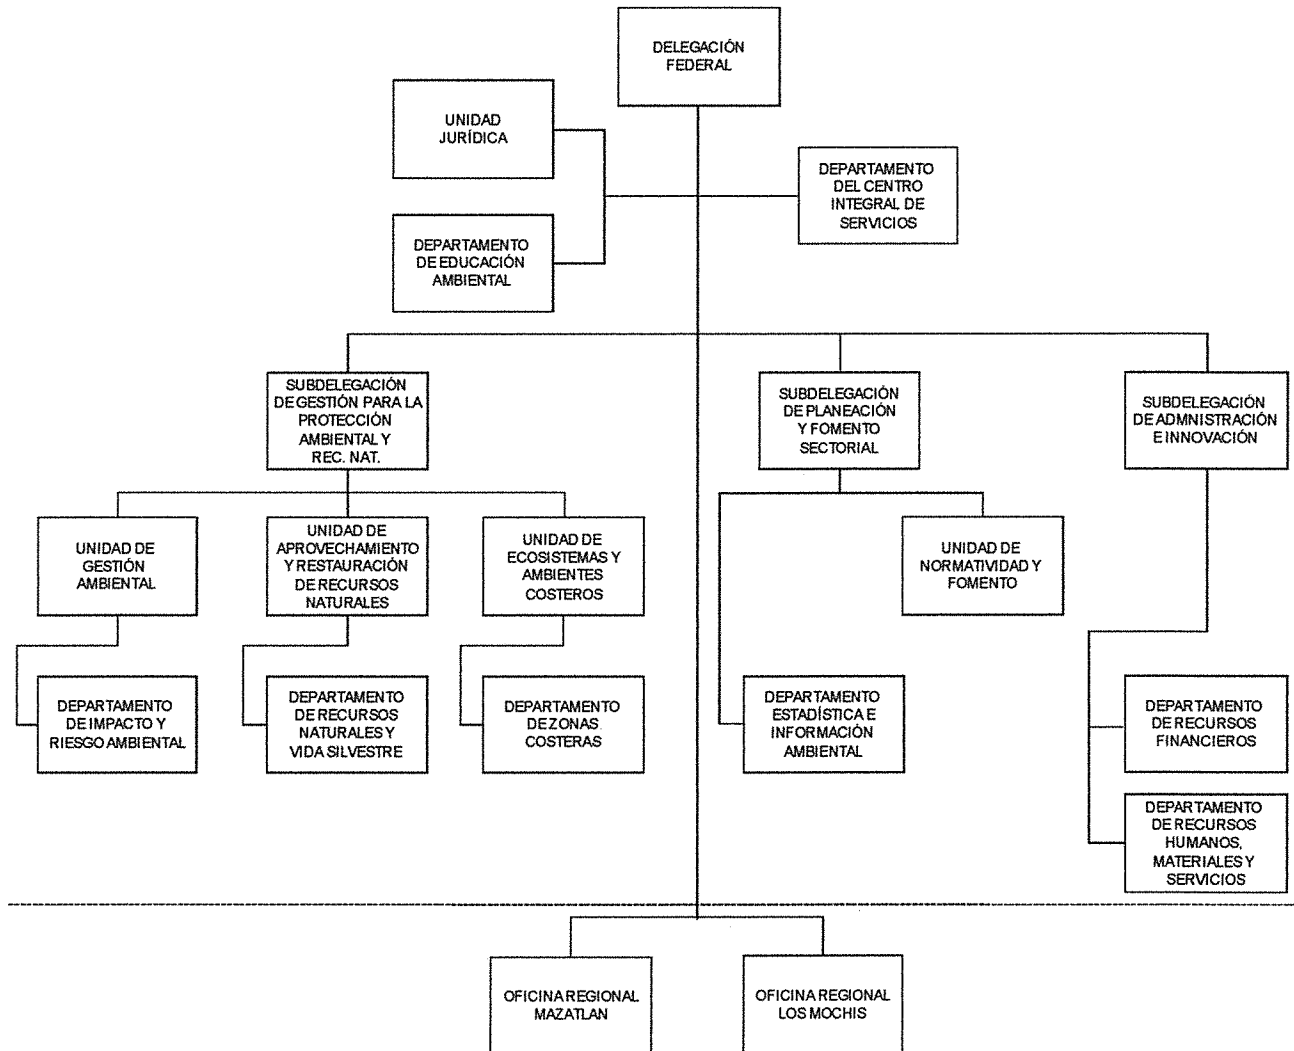 DELEGACIÓN
FEDERAL
UNIDAD
JURÍDICA
DEPARTAMENTO
DEL CENTRO
INTEGRAL DE
SERVICIOS
DEPARTAMENTO
DE EDUCACIÓN
AMBIENTAL
SUBDELEGACIÓN
DE GESTIÓN PARA LA
PROTECCIÓN
AMBIENTAL Y
REC. NAT.
SUBDELEGACIÓN
DE PLANEACIÓN
Y FOMENTO
SECTORIAL
SUBDELEGACIÓN
DE ADMNISTRACIÓN
E INNOVACIÓN
UNIDAD DE
GESTIÓN
AMBIENTAL
UNIDAD DE
APROVECHAMIENTO
Y RESTAURACIÓN
DE RECURSOS
NATURALES
UNIDAD DE
ECOSISTEMAS Y
AMBIENTES
COSTEROS
UNIDAD DE
NORMATIVIDAD Y
FOMENTO
DEPARTAMENTO
DE IMPACTO Y
RIESGO AMBIENTAL
DEPARTAMENTO
DE RECURSOS
NATURALES Y
VIDA SILVESTRE
DEPARTAMENTO
DE ZONAS
COSTERAS
DEPARTAMENTO
ESTADÍSTICA E
INFORMACIÓN
AMBIENTAL
DEPARTAMENTO
DE RECURSOS
FINANCIEROS
DEPARTAMENTO
DE RECURSOS
HUMANOS,
MATERIALES Y
SERVICIOS
OFICINA REGIONAL
MAZATLAN
OFICINA REGIONAL
LOS MOCHIS